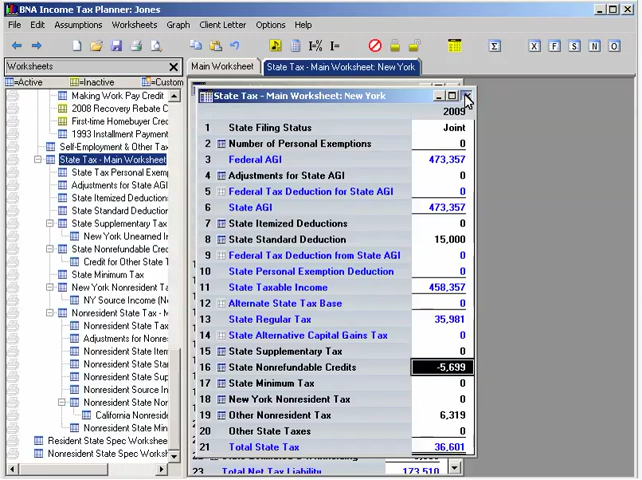 BNA Income Tax Planner: Jones
File Edit Assumptions Worksheets Graph Client Letter Options Help
I-% I= Σ X F S N O
Worksheets
Main Worksheet State Tax - Main Worksheet: New York
=Active =Inactive =Custom
Making Work Pay Credit
2008 Recovery Rebate C
First-time Homebuyer Cred
1993 Installment Payment
Self-Employment & Other Tax
State Tax - Main Worksheet
State Tax Personal Exemp
Adjustments for State AGI
State Itemized Deductions
State Standard Deduction
State Supplementary Tax
New York Unearned In
State Nonrefundable Cred
Credit for Other State T
State Minimum Tax
New York Nonresident Ta
NY Source Income (N
Nonresident State Tax - M
Nonresident State Tax
Adjustments for Nonres
Nonresident State Item
Nonresident State Stan
Nonresident State Sup
Nonresident Source In
Nonresident State Non
California Nonresid
Nonresident State Min
Resident State Spec Workshee
Nonresident State Spec Worksh
State Tax - Main Worksheet: New York
2009
1 State Filing Status Joint
2 Number of Personal Exemptions 0
3 Federal AGI 473,357
4 Adjustments for State AGI 0
5 Federal Tax Deduction for State AGI 0
6 State AGI 473,357
7 State Itemized Deductions 0
8 State Standard Deduction 15,000
9 Federal Tax Deduction from State AGI 0
10 State Personal Exemption Deduction 0
11 State Taxable Income 458,357
12 Alternative State Tax Base 0
13 State Regular Tax 35,981
14 State Alternative Capital Gains Tax 0
15 State Supplementary Tax 0
16 State Nonrefundable Credits -5,699
17 State Minimum Tax 0
18 New York Nonresident Tax 0
19 Other Nonresident Tax 6,319
20 Other State Taxes 0
21 Total State Tax 36,601
23 Total Net Tax Liability 173,510